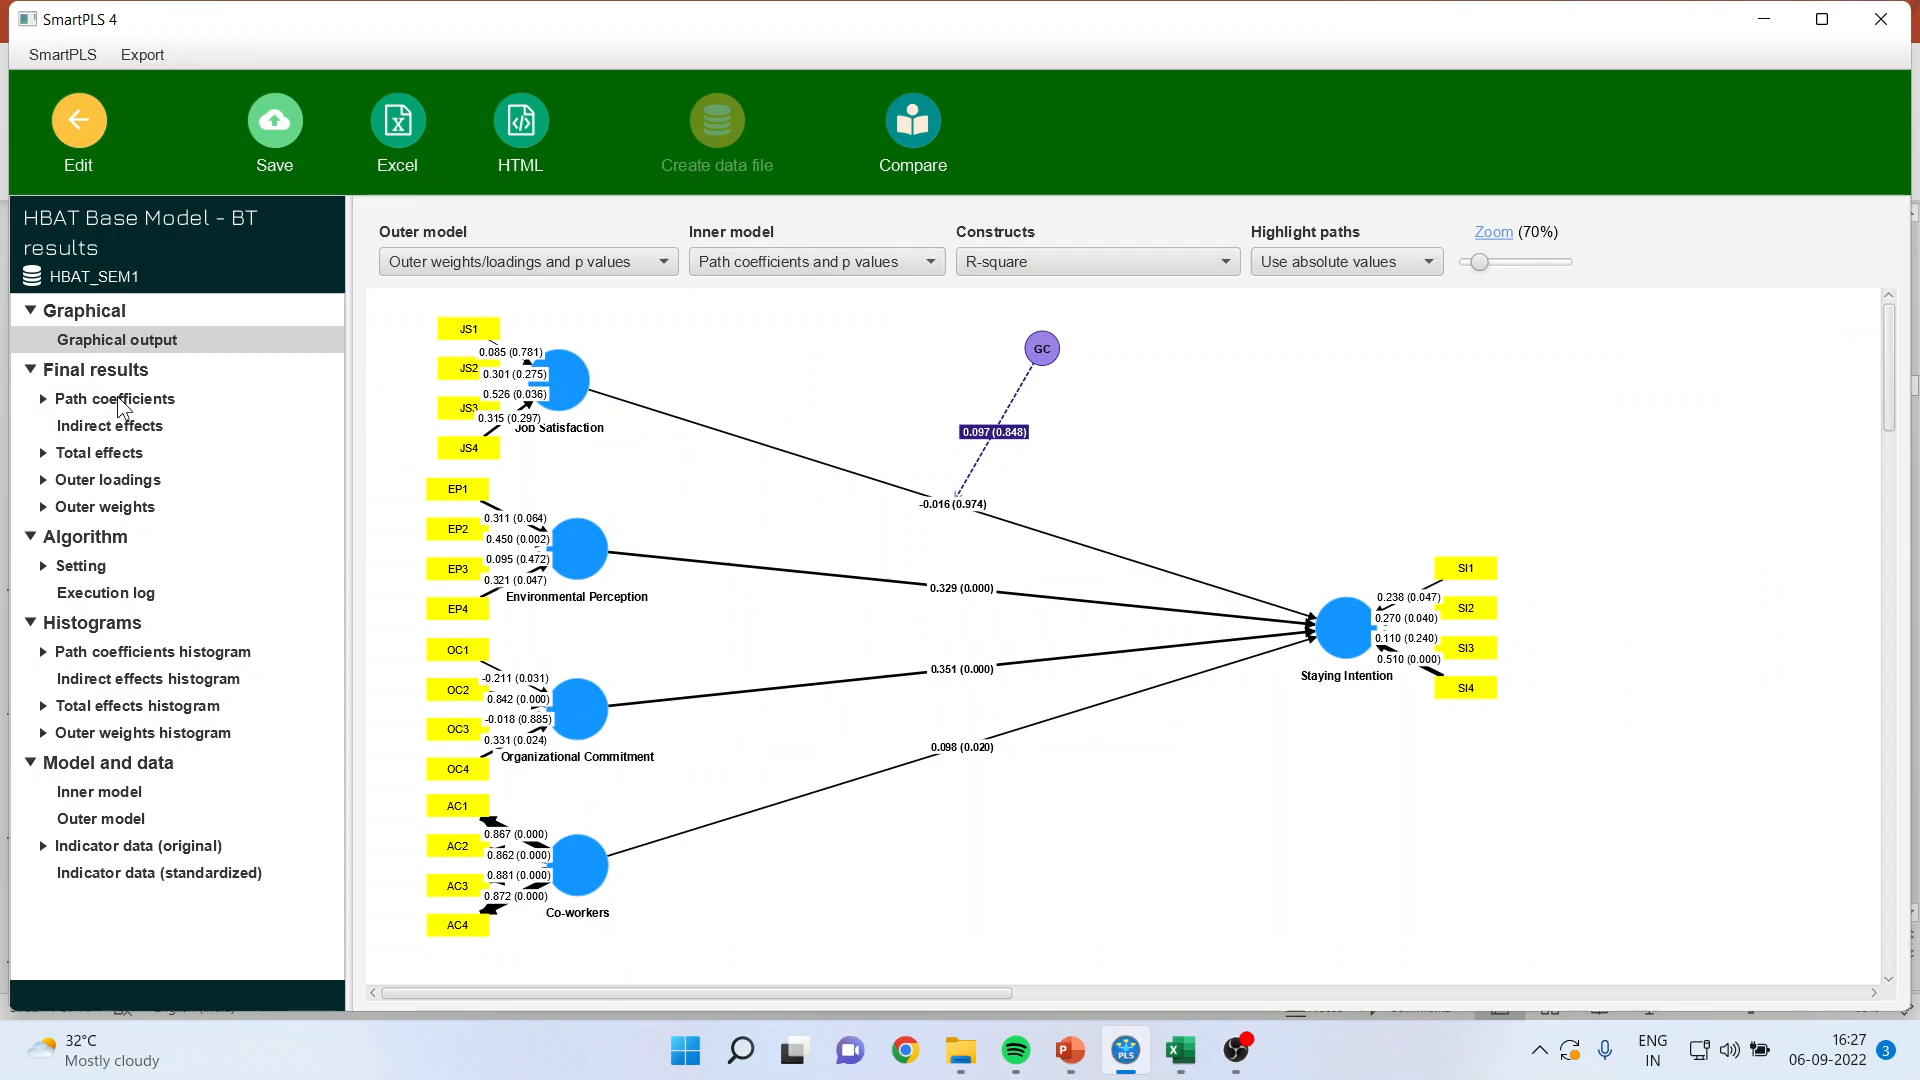 SmartPLS 4
SmartPLS Export
Edit
Save
Excel
HTML
Create data file
Compare
HBAT Base Model - BT
results
HBAT_SEM1
Graphical
Graphical output
Final results
Path coefficients
Indirect effects
Total effects
Outer loadings
Outer weights
Algorithm
Setting
Execution log
Histograms
Path coefficients histogram
Indirect effects histogram
Total effects histogram
Outer weights histogram
Model and data
Inner model
Outer model
Indicator data (original)
Indicator data (standardized)
Outer model
Outer weights/loadings and p values
Inner model
Path coefficients and p values
Constructs
R-square
Highlight paths
Use absolute values
Zoom (70%)
JS1
0.085 (0.781)
JS2
0.301 (0.275)
0.526 (0.036)
JS3
0.315 (0.297)
Job Satisfaction
JS4
GC
0.097 (0.848)
-0.016 (0.974)
EP1
0.311 (0.064)
EP2
0.450 (0.002)
0.095 (0.472)
EP3
0.321 (0.047)
EP4
Environmental Perception
0.329 (0.000)
OC1
-0.211 (0.031)
OC2
0.842 (0.000)
-0.018 (0.885)
OC3
0.331 (0.024)
OC4
Organizational Commitment
0.351 (0.000)
AC1
0.867 (0.000)
AC2
0.862 (0.000)
0.881 (0.000)
AC3
0.872 (0.000)
AC4
Co-workers
0.098 (0.020)
SI1
0.238 (0.047)
SI2
0.270 (0.040)
0.110 (0.240)
SI3
0.510 (0.000)
SI4
Staying Intention
32°C
Mostly cloudy
PLS
ENG
IN
16:27
06-09-2022
3